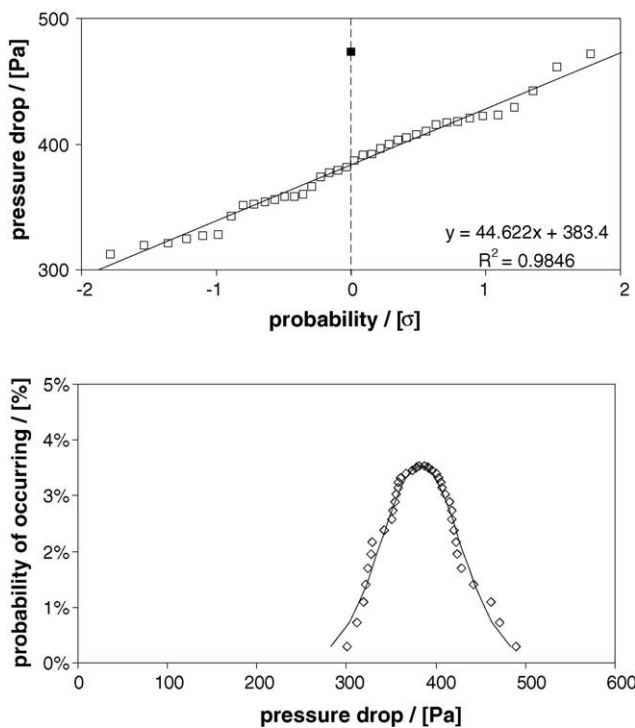 500
400
300
pressure drop / [Pa]
-2 -1 0 1 2
probability / [σ]
y = 44.622x + 383.4
R² = 0.9846
5%
4%
3%
2%
1%
0%
probability of occurring / [%]
0 100 200 300 400 500 600
pressure drop / [Pa]